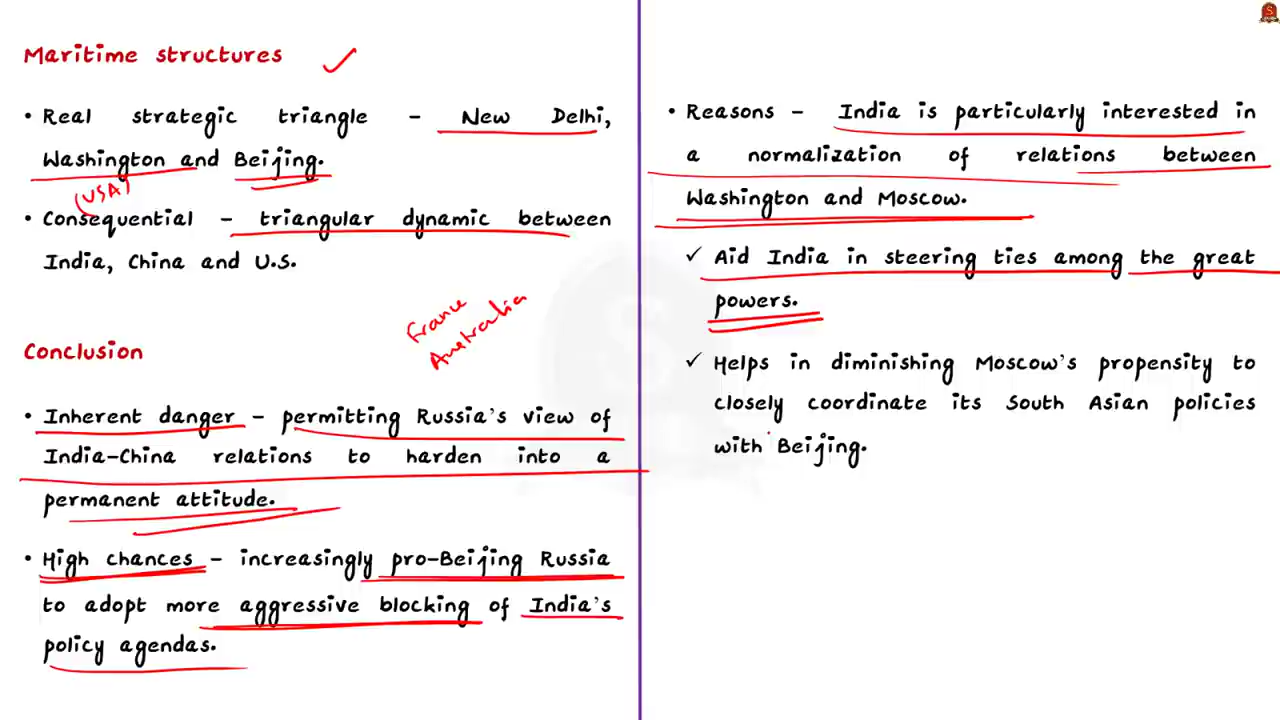 Maritime structures
• Real strategic triangle - New Delhi,
Washington and Beijing.
(USA)
• Consequential - triangular dynamic between
India, China and U.S.
France
Australia
Conclusion
• Inherent danger - permitting Russia's view of
India-China relations to harden into a
permanent attitude.
• High chances - increasingly pro-Beijing Russia
to adopt more aggressive blocking of India's
policy agendas.
• Reasons - India is particularly interested in
a normalization of relations between
Washington and Moscow.
✓ Aid India in steering ties among the great
powers.
✓ Helps in diminishing Moscow's propensity to
closely coordinate its South Asian policies
with Beijing.